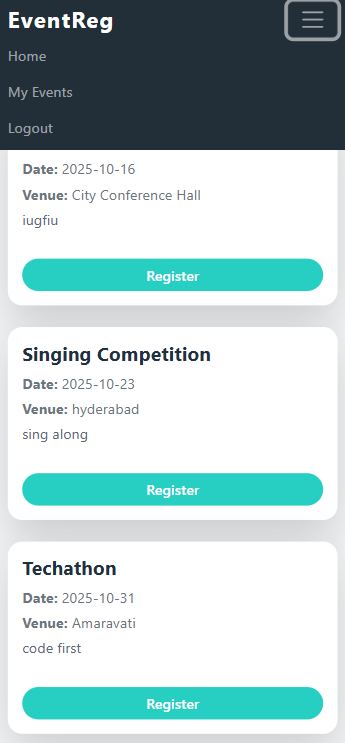 EventReg
Home
My Events
Logout
Date: 2025-10-16
Venue: City Conference Hall
iugfiu
Register
Singing Competition
Date: 2025-10-23
Venue: hyderabad
sing along
Register
Techathon
Date: 2025-10-31
Venue: Amaravati
code first
Register